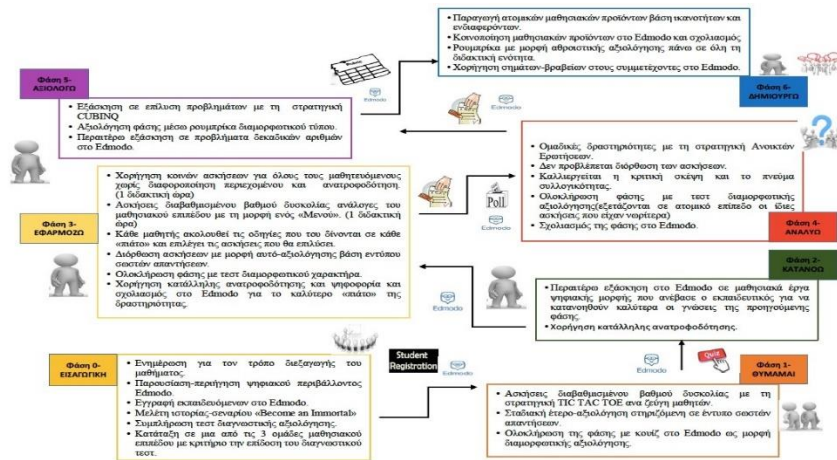 • Παραγωγή ατομικών μαθησιακών προϊόντων βάση ικανοτήτων και
ενδιαφερόντων.
• Κοινοποίηση μαθησιακών προϊόντων στο Edmodo και σχολιασμός
• Ρουμπρίκα με μορφή αθροιστικής αξιολόγησης πάνω σε όλη τη
διδακτική ενότητα.
• Χορήγηση σημάτων-βραβείων στους συμμετέχοντες στο Edmodo.
Φάση 6-
ΔΗΜΙΟΥΡΓΩ
Edmodo
Φάση 5-
ΑΞΙΟΛΟΓΩ
• Εξάσκηση σε επίλυση προβλημάτων με τη στρατηγική
CUBINQ
• Αξιολόγηση φάσης μέσω ρουμπρίκα διαμορφωτικού τύπου.
• Περαιτέρω εξάσκηση σε προβλήματα δεκαδικών αριθμών
στο Edmodo.
Edmodo
• Ομαδικές δραστηριότητες με τη στρατηγική Ανοικτών
Ερωτήσεων.
• Δεν προβλέπεται διόρθωση των ασκήσεων.
• Καλλιεργείται η κριτική σκέψη και το πνεύμα
συλλογικότητας.
• Ολοκλήρωση φάσης με τεστ διαμορφωτικής
αξιολόγησης(εξετάζονται σε ατομικό επίπεδο οι ίδιες
ασκήσεις που είχαν νωρίτερα)
• Σχολιασμός της φάσης στο Edmodo.
Φάση 4-
ΑΝΑΛΥΩ
Poll
Edmodo
Φάση 3-
ΕΦΑΡΜΟΖΩ
• Χορήγηση κοινών ασκήσεων για όλους τους μαθητευόμενους
χωρίς διαφοροποίηση περιεχομένου και ανατροφοδότηση.
(1 διδακτική ώρα)
• Ασκήσεις διαβαθμισμένου βαθμού δυσκολίας ανάλογες του
μαθησιακού επιπέδου με τη μορφή ενός «Μενού». (1 διδακτική
ώρα)
• Κάθε μαθητής ακολουθεί τις οδηγίες που του δίνονται σε κάθε
«πιάτο» και επιλέγει τις ασκήσεις που θα επιλύσει.
• Διόρθωση ασκήσεων με μορφή αυτό-αξιολόγησης βάση εντύπου
σωστών απαντήσεων.
• Ολοκλήρωση φάσης με τεστ διαμορφωτικού χαρακτήρα.
• Χορήγηση κατάλληλης ανατροφοδότησης και ψηφοφορία και
σχολιασμός στο Edmodo για το καλύτερο «πιάτο» της
δραστηριότητας.
Φάση 2-
ΚΑΤΑΝΟΩ
• Περαιτέρω εξάσκηση στο Edmodo σε μαθησιακά έργα
ψηφιακής μορφής που ανέβασε ο εκπαιδευτικός για να
κατανοηθούν καλύτερα οι γνώσεις της προηγούμενης
φάσης.
• Χορήγηση κατάλληλης ανατροφοδότησης.
Edmodo
Φάση 0-
ΕΙΣΑΓΩΓΙΚΗ
• Ενημέρωση για τον τρόπο διεξαγωγής του
μαθήματος.
• Παρουσίαση-περιήγηση ψηφιακού περιβάλλοντος
Edmodo.
• Εγγραφή εκπαιδευόμενων στο Edmodo.
• Μελέτη ιστορίας-σεναρίου «Become an Immortal»
• Συμπλήρωση τεστ διαγνωστικής αξιολόγησης.
• Κατάταξη σε μια από τις 3 ομάδες μαθησιακού
επιπέδου με κριτήριο την επίδοση του διαγνωστικού
τεστ.
Student
Registration
Edmodo
Edmodo
Quiz
Φάση 1-
ΘΥΜΑΜΑΙ
• Ασκήσεις διαβαθμισμένου βαθμού δυσκολίας με τη
στρατηγική TIC TAC TOE ανα ζεύγη μαθητών.
• Σταδιακή έτερο-αξιολόγηση στηριζόμενη σε έντυπο σωστών
απαντήσεων.
• Ολοκλήρωση της φάσης με κουίζ στο Edmodo ως μορφή
διαμορφωτικής αξιολόγησης.